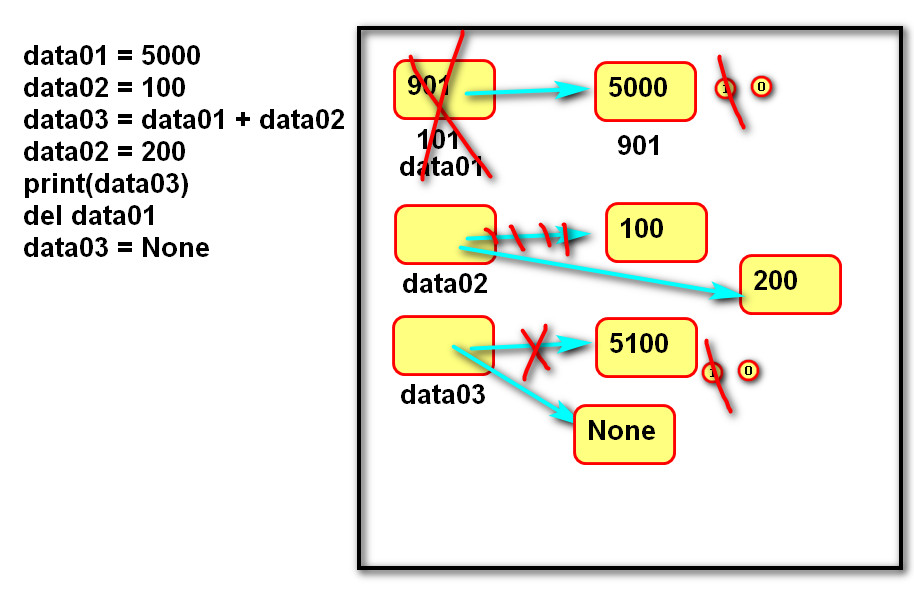 data01 = 5000
data02 = 100
data03 = data01 + data02
data02 = 200
print(data03)
del data01
data03 = None
901
5000
1 0
101
901
data01
100
data02
200
5100
1 0
data03
None